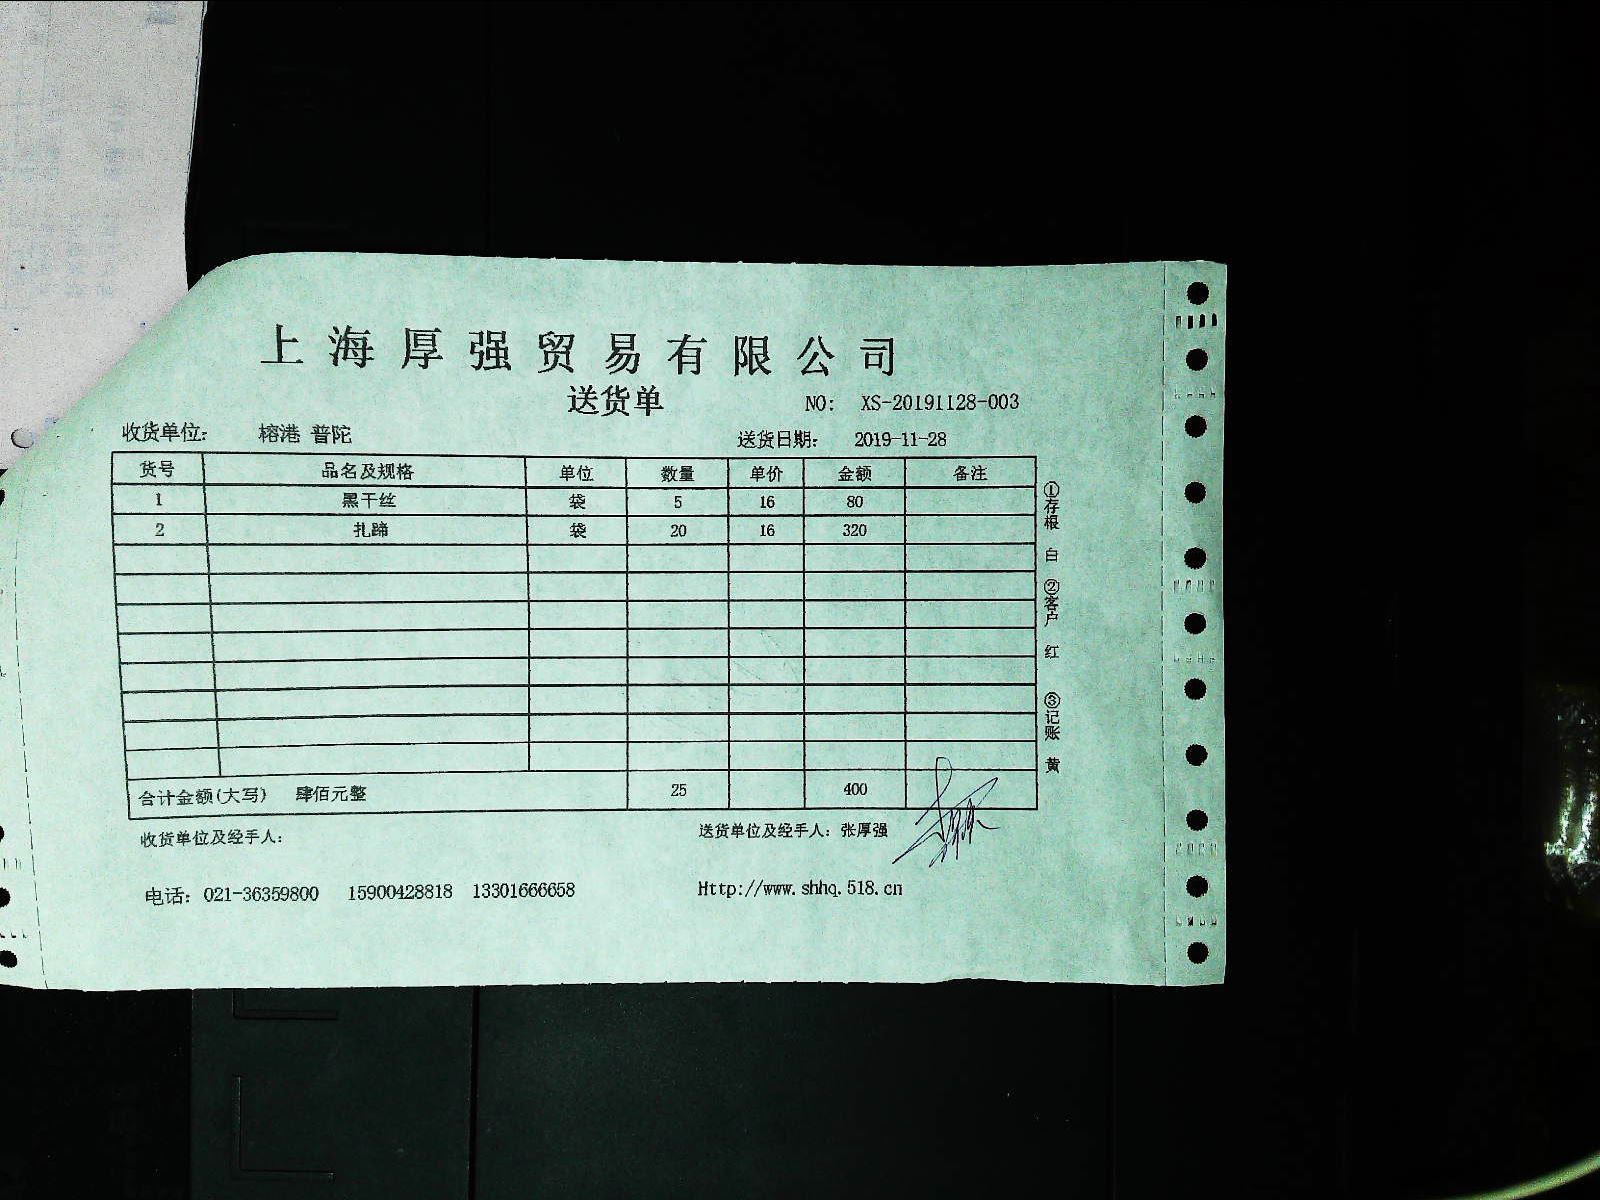 上海厚强贸易有限公司
送货单
NO: XS-20191128-003
收货单位: 榕港 普陀
送货日期: 2019-11-28
货号 品名及规格 单位 数量 单价 金额 备注
1 黑干丝 袋 5 16 80
2 扎蹄 袋 20 16 320
合计金额(大写) 肆佰元整 25 400
①存根 白 ②客户 红 ③记账 黄
收货单位及经手人:
送货单位及经手人: 张厚强
电话: 021-36359800 15900428818 13301666658
Http://www.shhq.518.cn